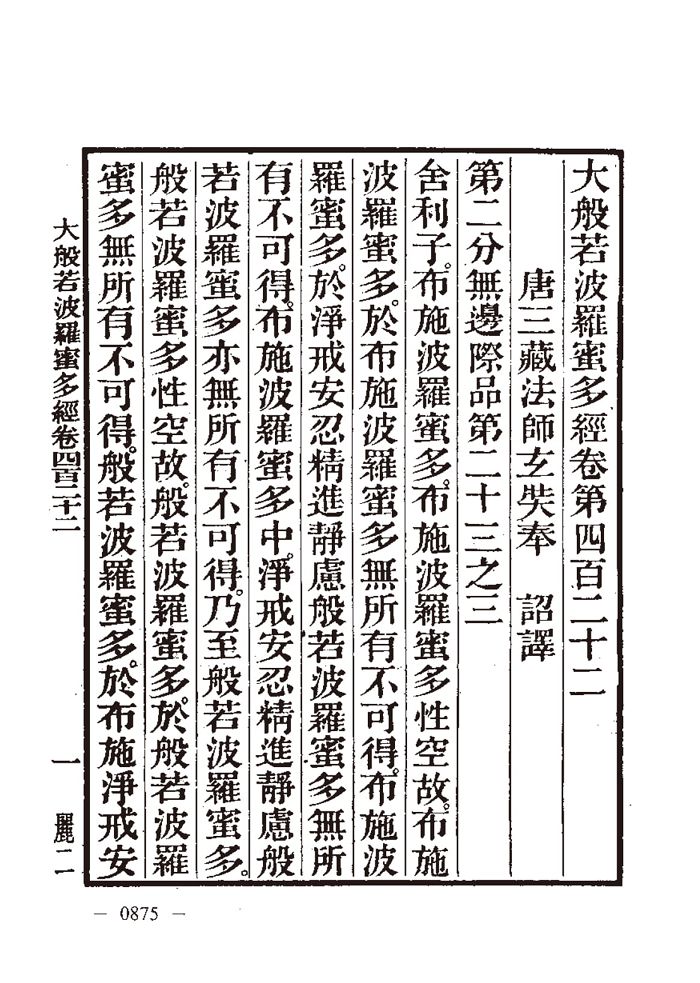 大般若波羅蜜多經卷第四百二十二
唐三藏法師玄奘奉　詔譯
第二分無邊際品第二十三之三
舍利子。布施波羅蜜多。布施波羅蜜多性空故。布施
波羅蜜多。於布施波羅蜜多無所有不可得。布施波
羅蜜多。於淨戒安忍精進靜慮般若波羅蜜多無所
有不可得。布施波羅蜜多中。淨戒安忍精進靜慮般
若波羅蜜多亦無所有不可得。乃至般若波羅蜜多。
般若波羅蜜多性空故。般若波羅蜜多。於般若波羅
蜜多無所有不可得。般若波羅蜜多。於布施淨戒安
大般若波羅蜜多經卷四百二十二　一　麗二
— 0875 —